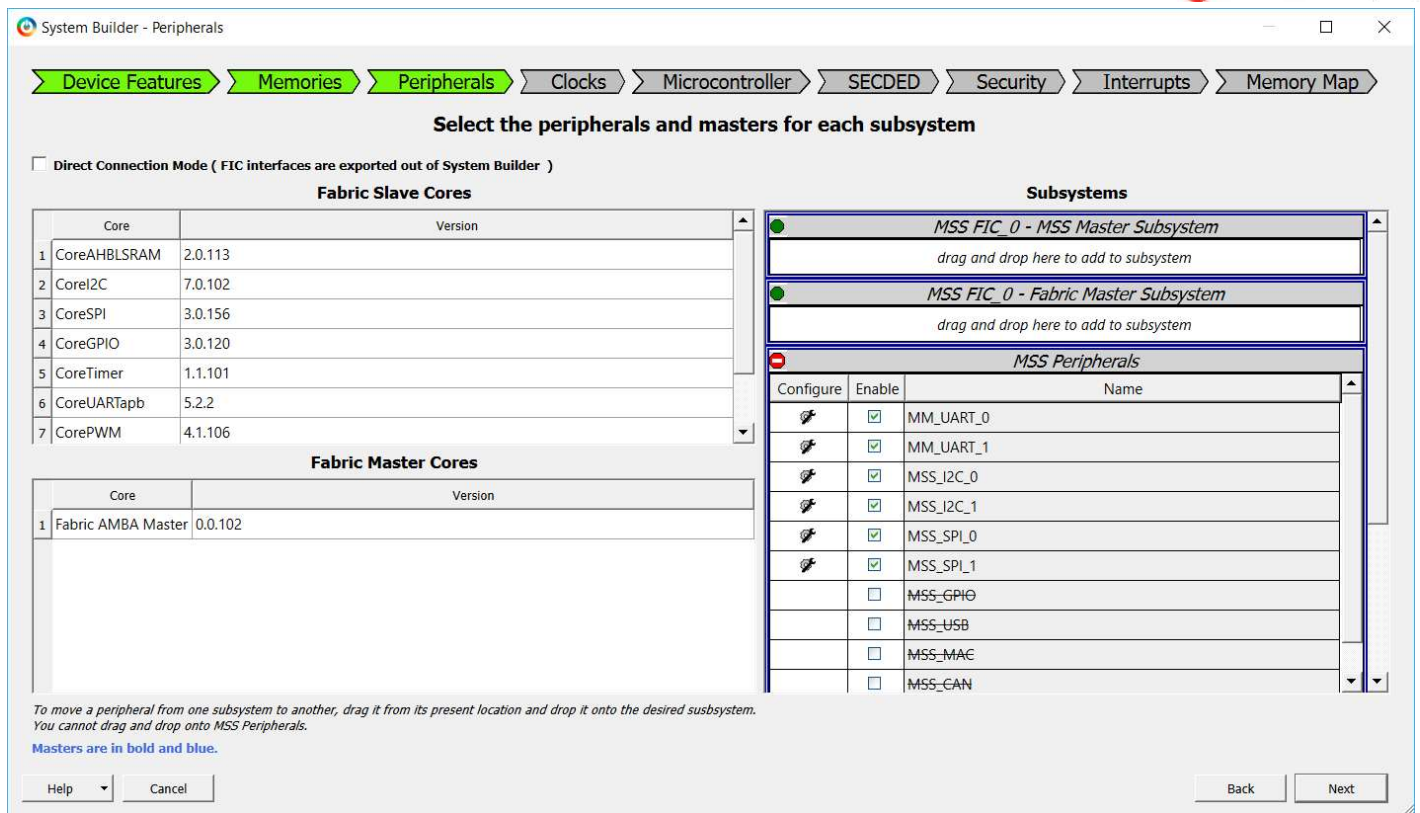 System Builder - Peripherals
Device Features Memories Peripherals Clocks Microcontroller SECDED Security Interrupts Memory Map
Select the peripherals and masters for each subsystem
Direct Connection Mode ( FIC interfaces are exported out of System Builder )
Fabric Slave Cores
Core Version
1 CoreAHBLSRAM 2.0.113
2 CoreI2C 7.0.102
3 CoreSPI 3.0.156
4 CoreGPIO 3.0.120
5 CoreTimer 1.1.101
6 CoreUARTapb 5.2.2
7 CorePWM 4.1.106
Fabric Master Cores
Core Version
1 Fabric AMBA Master 0.0.102
Subsystems
MSS FIC_0 - MSS Master Subsystem
drag and drop here to add to subsystem
MSS FIC_0 - Fabric Master Subsystem
drag and drop here to add to subsystem
MSS Peripherals
Configure Enable Name
MM_UART_0
MM_UART_1
MSS_I2C_0
MSS_I2C_1
MSS_SPI_0
MSS_SPI_1
MSS_GPIO
MSS_USB
MSS_MAC
MSS_CAN
To move a peripheral from one subsystem to another, drag it from its present location and drop it onto the desired susbsystem.
You cannot drag and drop onto MSS Peripherals.
Masters are in bold and blue.
Help Cancel Back Next